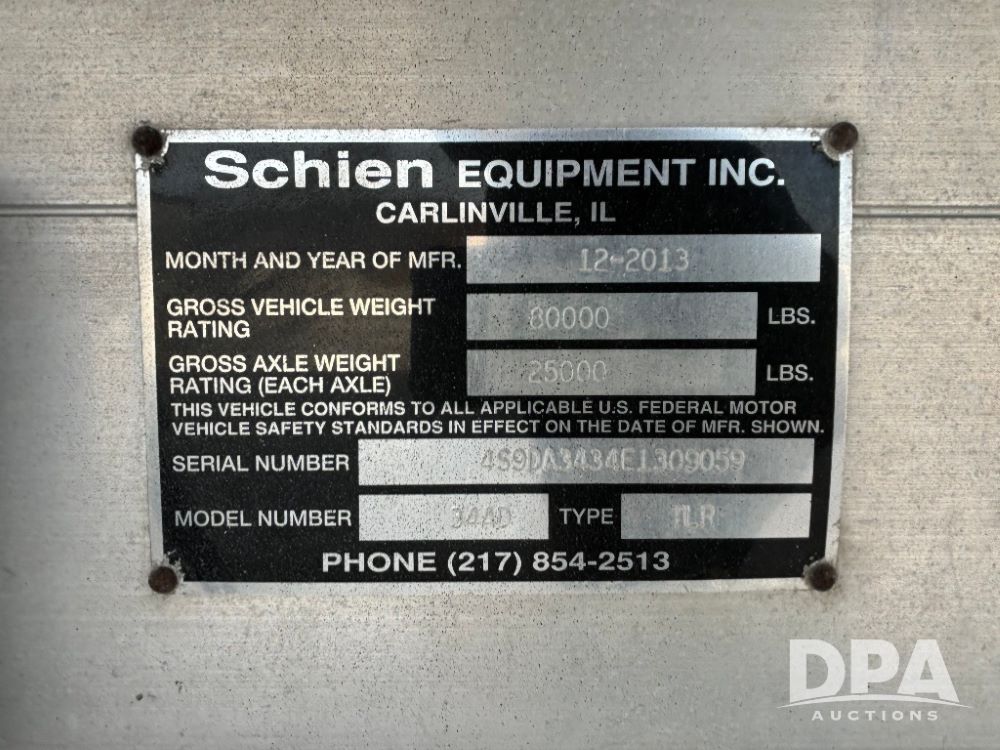 Schien EQUIPMENT INC.
CARLINVILLE, IL
MONTH AND YEAR OF MFR. 12-2013
GROSS VEHICLE WEIGHT
RATING 80000 LBS.
GROSS AXLE WEIGHT
RATING (EACH AXLE) 25000 LBS.
THIS VEHICLE CONFORMS TO ALL APPLICABLE U.S. FEDERAL MOTOR
VEHICLE SAFETY STANDARDS IN EFFECT ON THE DATE OF MFR. SHOWN.
SERIAL NUMBER 4S9DA3434E1309059
MODEL NUMBER 34AD TYPE TLR
PHONE (217) 854-2513
DPA
AUCTIONS